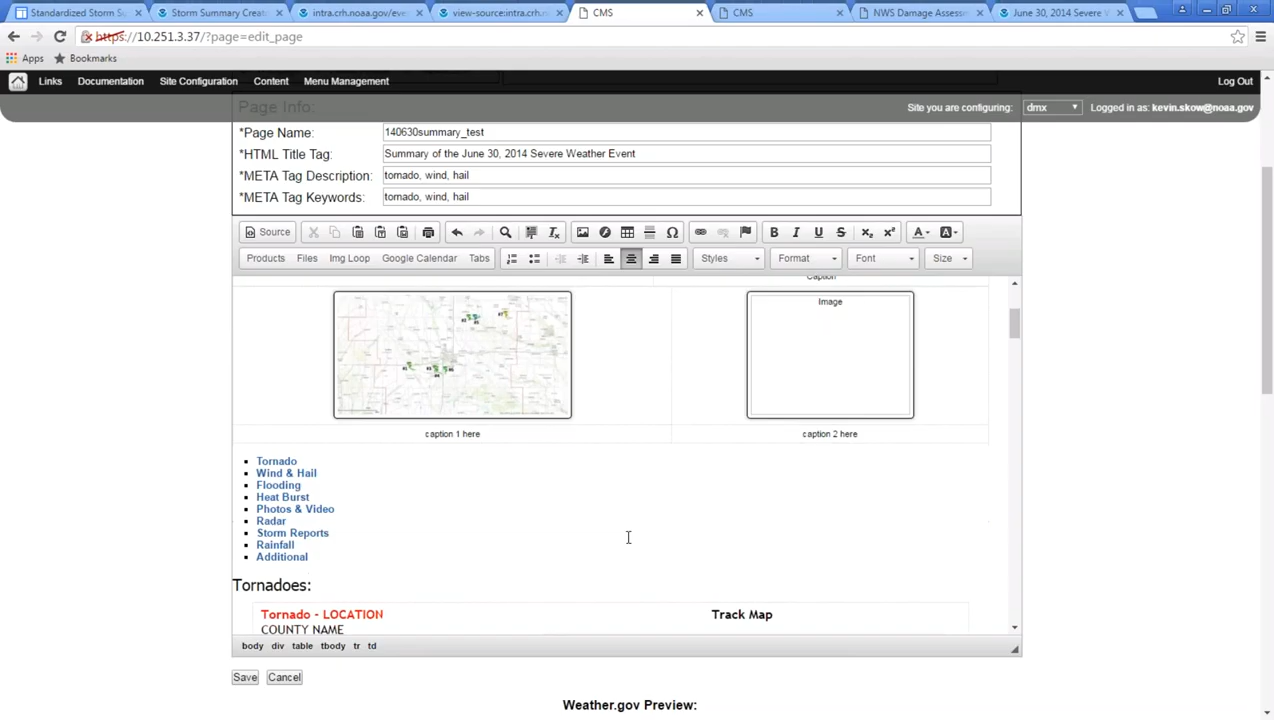 Standardized Storm Su
Storm Summary Creat
intra.crh.noaa.gov/eve
view-source:intra.crh.n
CMS
CMS
NWS Damage Assess
June 30, 2014 Severe W
https://10.251.3.37/?page=edit_page
Apps Bookmarks
Links Documentation Site Configuration Content Menu Management Log Out
Page Info: Site you are configuring: dmx Logged in as: kevin.skow@noaa.gov
*Page Name: 140630summary_test
*HTML Title Tag: Summary of the June 30, 2014 Severe Weather Event
*META Tag Description: tornado, wind, hail
*META Tag Keywords: tornado, wind, hail
Source B I U S A A
Products Files Img Loop Google Calendar Tabs Styles Format Font Size
Caption
Image
caption 1 here caption 2 here
Tornado
Wind & Hail
Flooding
Heat Burst
Photos & Video
Radar
Storm Reports
Rainfall
Additional
Tornadoes:
Tornado - LOCATION Track Map
COUNTY NAME
body div table tbody tr td
Save Cancel
Weather.gov Preview: